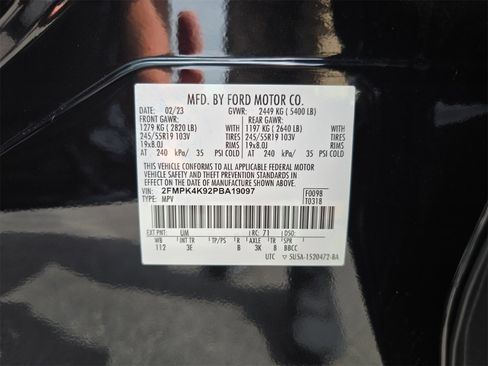 MFD. BY FORD MOTOR CO.
DATE: 02/23 GVWR: 2449 KG ( 5400 LB)
FRONT GAWR: REAR GAWR:
1279 KG ( 2820 LB) WITH 1197 KG ( 2640 LB) WITH
245/55R19 103V TIRES 245/55R19 103V TIRES
19x8.0J RIMS 19x8.0J RIMS
AT 240 kPa/ 35 PSI COLD AT 240 kPa/ 35 PSI COLD
THIS VEHICLE CONFORMS TO ALL APPLICABLE FEDERAL MOTOR
VEHICLE SAFETY AND THEFT PREVENTION STANDARDS IN
EFFECT ON THE DATE OF MANUFACTURE SHOWN ABOVE.
VIN: 2FMPK4K92PBA19097 F0098
TYPE: MPV T0318
EXT PNT: UM RC: 71 DSO:
WB INT TR TP/PS R AXLE TR SPR
112 3E B 3K 8 BBCC
UTC 5U5A-1520472-BA